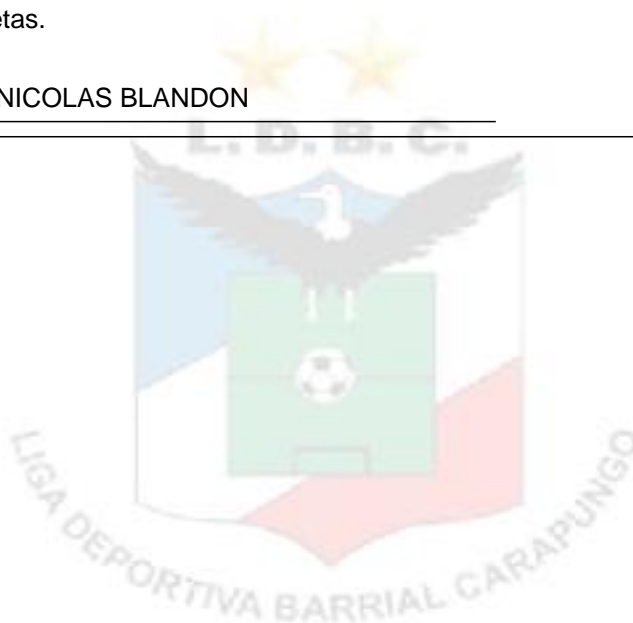 etas.
NICOLAS BLANDON
L. D. B. C.
LIGA DEPORTIVA BARRIAL CARAPUNGO